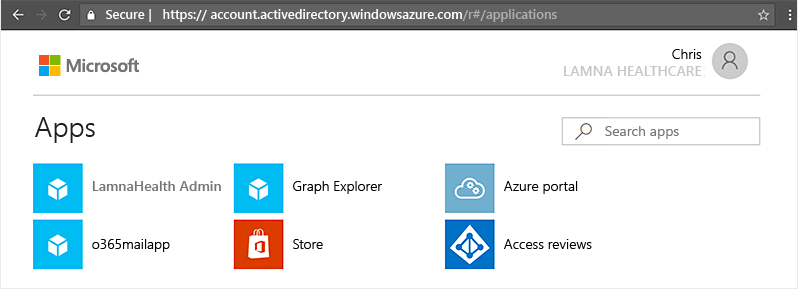 Secure | https:// account.activedirectory.windowsazure.com/r#/applications
Microsoft
Chris
LAMNA HEALTHCARE
Apps
Search apps
LamnaHealth Admin
Graph Explorer
Azure portal
o365mailapp
Store
Access reviews